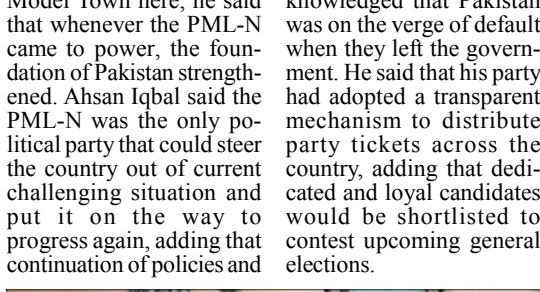 Model Town here, he said
that whenever the PML-N
came to power, the foun-
dation of Pakistan strength-
ened. Ahsan Iqbal said the
PML-N was the only po-
litical party that could steer
the country out of current
challenging situation and
put it on the way to
progress again, adding that
continuation of policies and
knowledged that Pakistan
was on the verge of default
when they left the govern-
ment. He said that his party
had adopted a transparent
mechanism to distribute
party tickets across the
country, adding that dedi-
cated and loyal candidates
would be shortlisted to
contest upcoming general
elections.